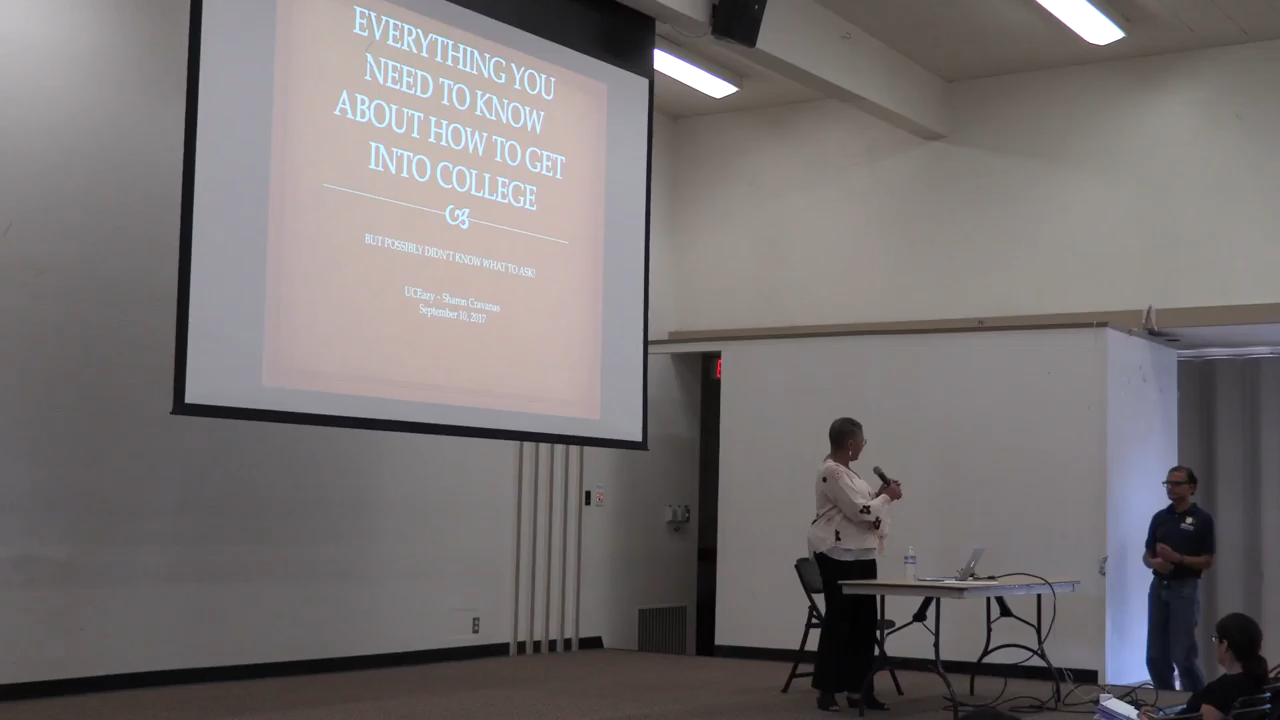 EVERYTHING YOU
NEED TO KNOW
ABOUT HOW TO GET
INTO COLLEGE
BUT POSSIBLY DIDN'T KNOW WHAT TO ASK!
UCEazy ~ Sharon Cravanas
September 10, 2017